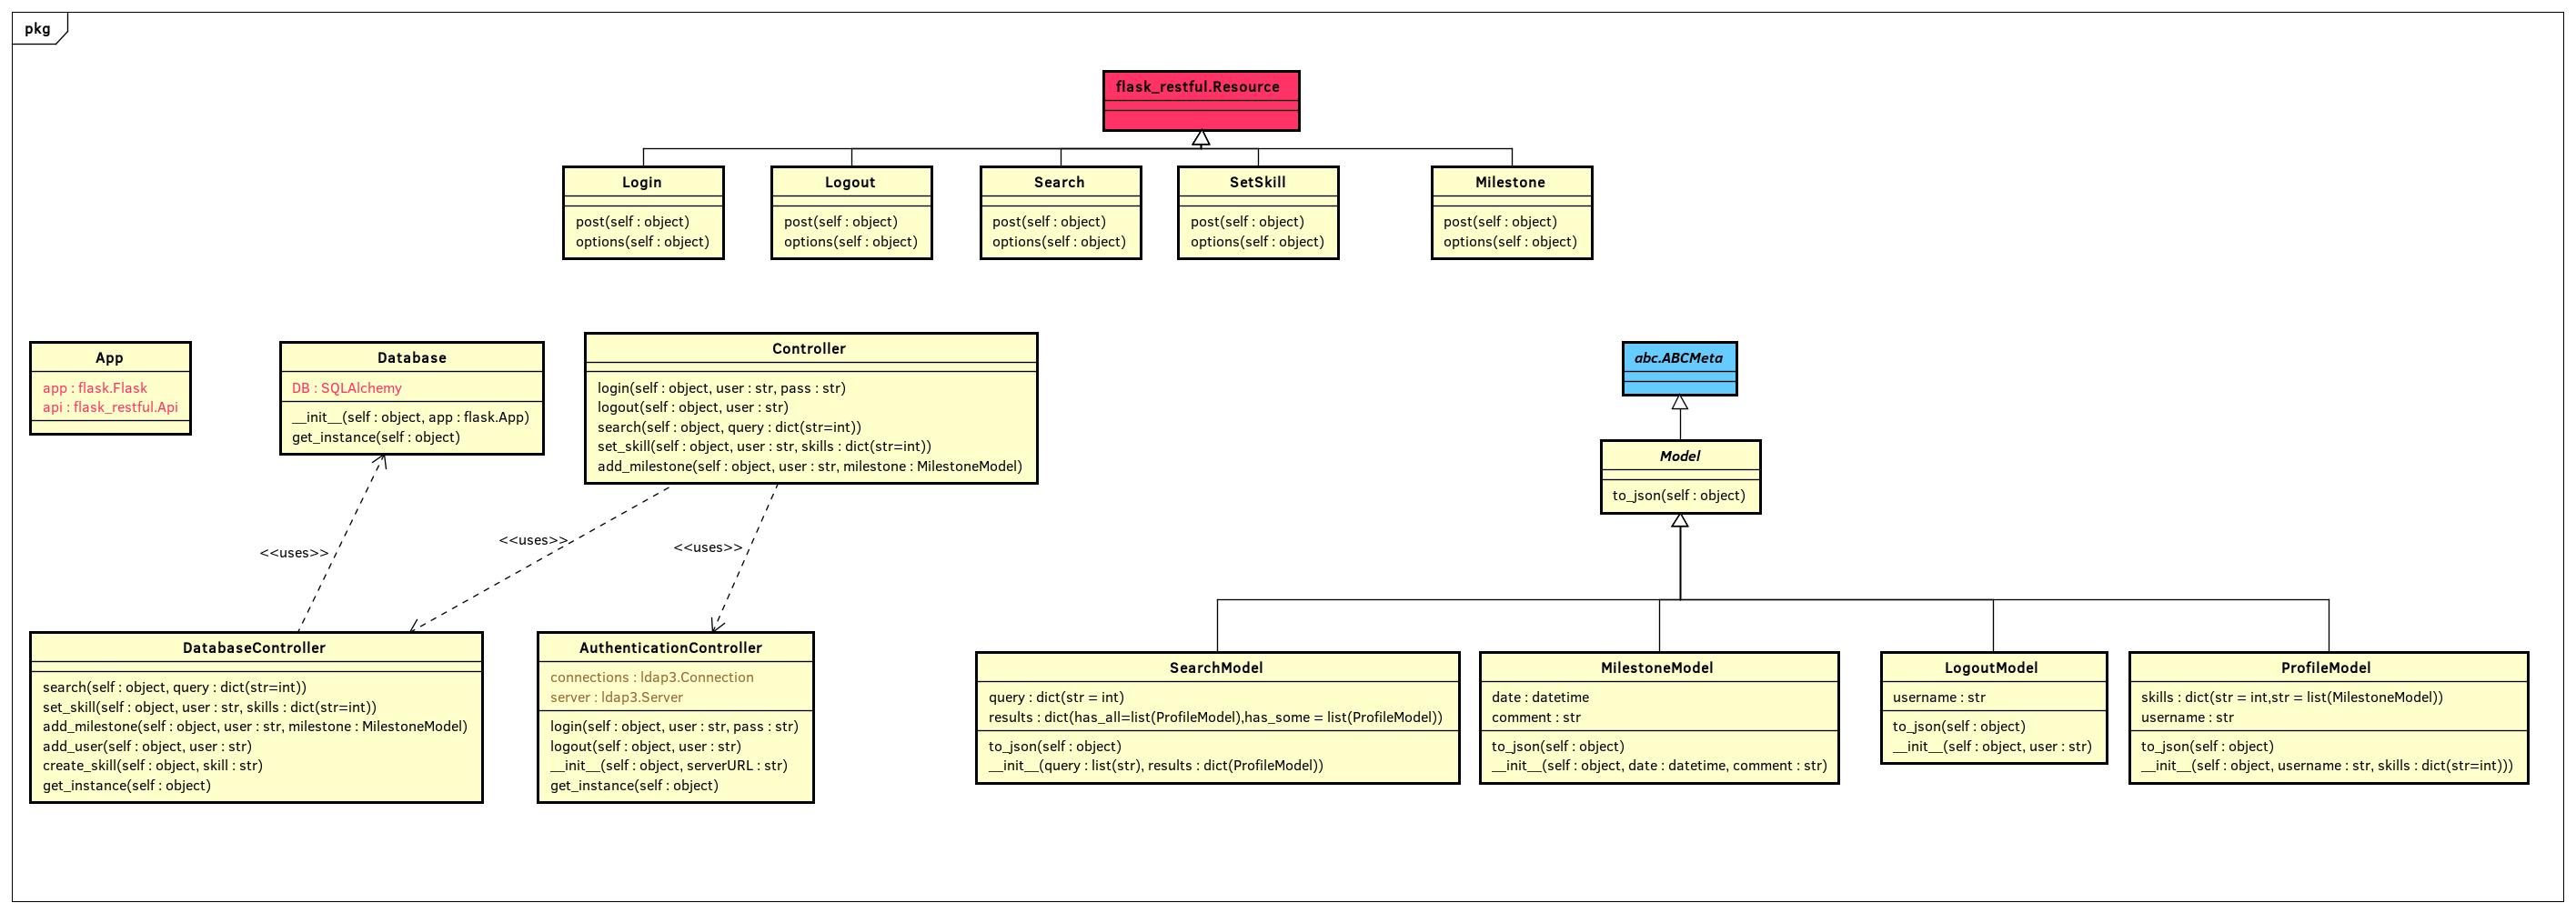 pkg
flask_restful.Resource
Login
post(self : object)
options(self : object)
Logout
post(self : object)
options(self : object)
Search
post(self : object)
options(self : object)
SetSkill
post(self : object)
options(self : object)
Milestone
post(self : object)
options(self : object)
App
app : flask.Flask
api : flask_restful.Api
Database
DB : SQLAlchemy
__init__(self : object, app : flask.App)
get_instance(self : object)
Controller
login(self : object, user : str, pass : str)
logout(self : object, user : str)
search(self : object, query : dict(str=int))
set_skill(self : object, user : str, skills : dict(str=int))
add_milestone(self : object, user : str, milestone : MilestoneModel)
abc.ABCMeta
Model
to_json(self : object)
<<uses>>
<<uses>>
<<uses>>
DatabaseController
search(self : object, query : dict(str=int))
set_skill(self : object, user : str, skills : dict(str=int))
add_milestone(self : object, user : str, milestone : MilestoneModel)
add_user(self : object, user : str)
create_skill(self : object, skill : str)
get_instance(self : object)
AuthenticationController
connections : ldap3.Connection
server : ldap3.Server
login(self : object, user : str, pass : str)
logout(self : object, user : str)
__init__(self : object, serverURL : str)
get_instance(self : object)
SearchModel
query : dict(str = int)
results : dict(has_all=list(ProfileModel),has_some = list(ProfileModel))
to_json(self : object)
__init__(query : list(str), results : dict(ProfileModel))
MilestoneModel
date : datetime
comment : str
to_json(self : object)
__init__(self : object, date : datetime, comment : str)
LogoutModel
username : str
to_json(self : object)
__init__(self : object, user : str)
ProfileModel
skills : dict(str = int,str = list(MilestoneModel))
username : str
to_json(self : object)
__init__(self : object, username : str, skills : dict(str=int)))